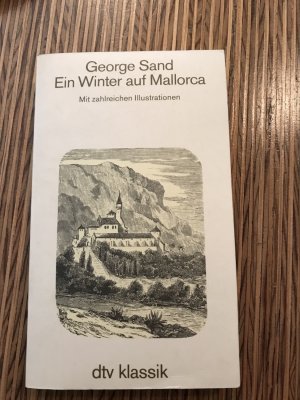 George Sand
Ein Winter auf Mallorca
Mit zahlreichen Illustrationen
dtv klassik